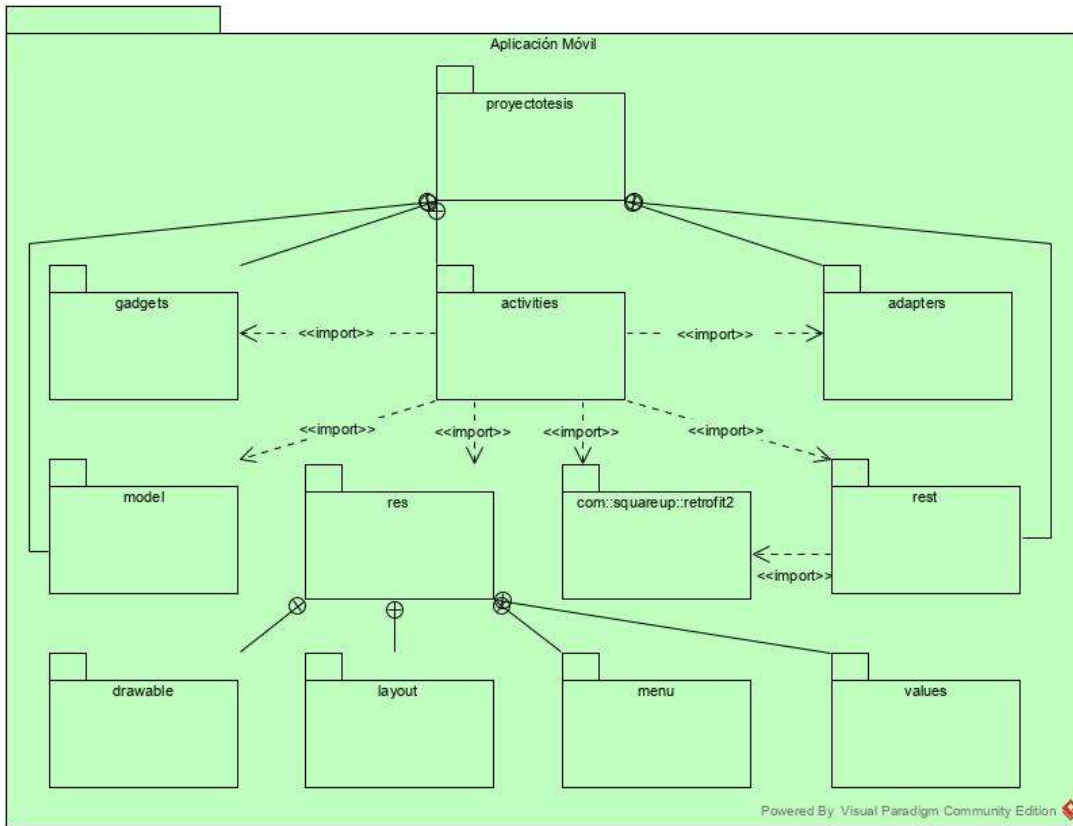 Aplicación Móvil
proyectotesis
gadgets
activities
adapters
<<import>>
<<import>>
<<import>>
<<import>>
<<import>>
<<import>>
model
res
com::squareup::retrofit2
rest
<<import>>
drawable
layout
menu
values
Powered By Visual Paradigm Community Edition